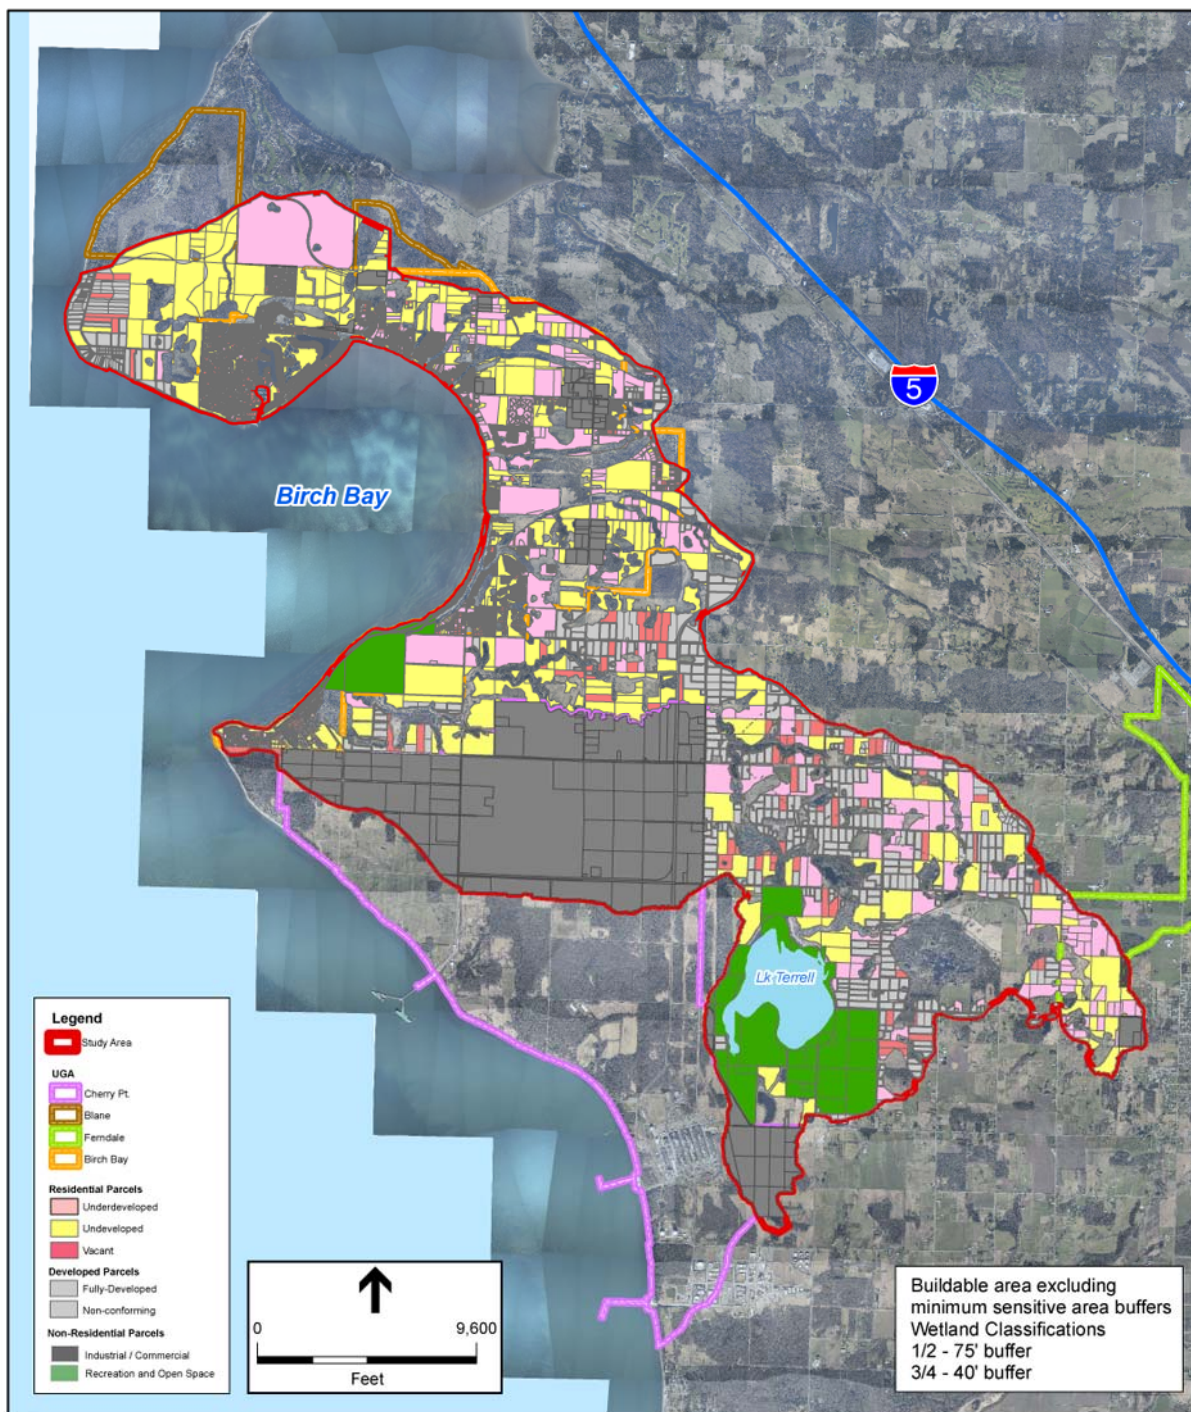 5
Birch Bay
Lk Terrell
Legend
Study Area
UGA
Cherry Pt.
Blane
Ferndale
Birch Bay
Residential Parcels
Underdeveloped
Undeveloped
Vacant
Developed Parcels
Fully-Developed
Non-conforming
Non-Residential Parcels
Industrial / Commercial
Recreation and Open Space
0 9,600
Feet
Buildable area excluding
minimum sensitive area buffers
Wetland Classifications
1/2 - 75' buffer
3/4 - 40' buffer